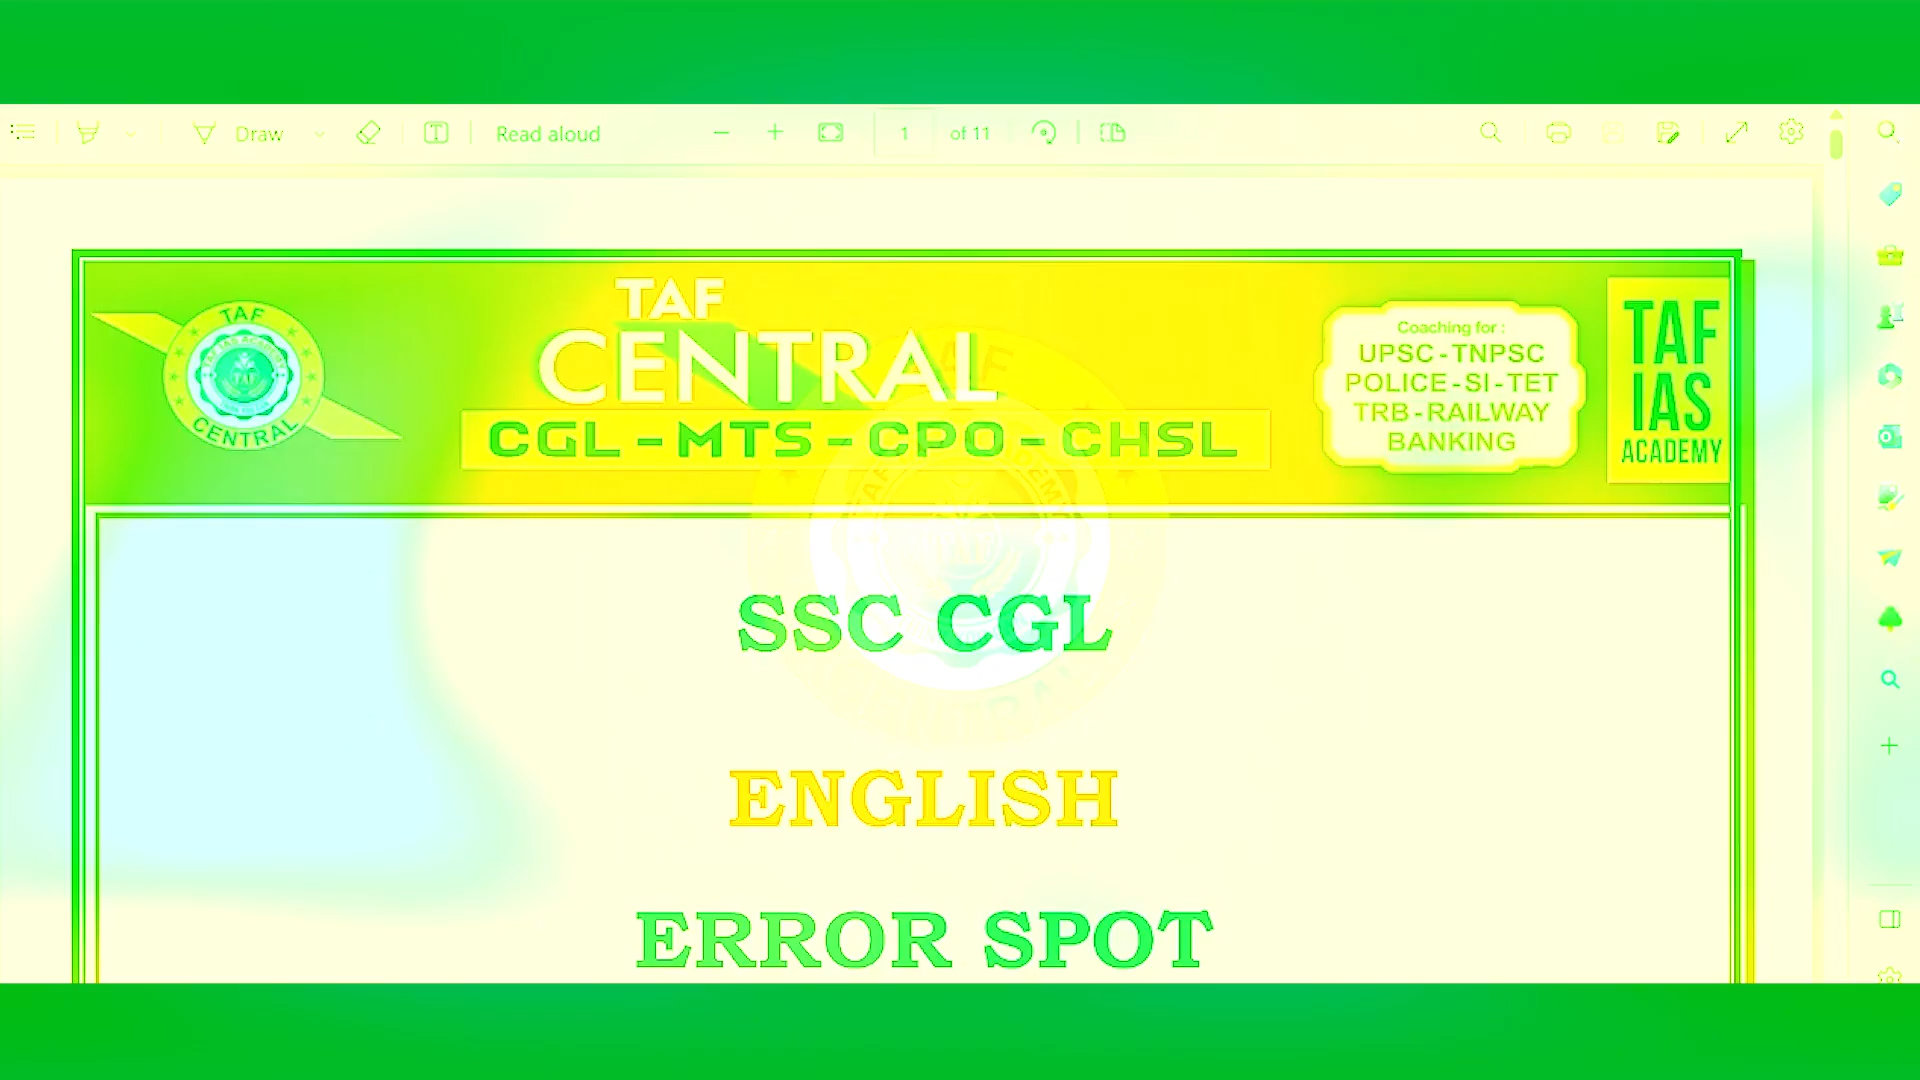 Draw
Read aloud
1 of 11
TAF
CENTRAL
CGL - MTS - CPO - CHSL
TAF
CENTRAL
Coaching for :
UPSC - TNPSC
POLICE - SI - TET
TRB - RAILWAY
BANKING
TAF
IAS
ACADEMY
SSC CGL
ENGLISH
ERROR SPOT